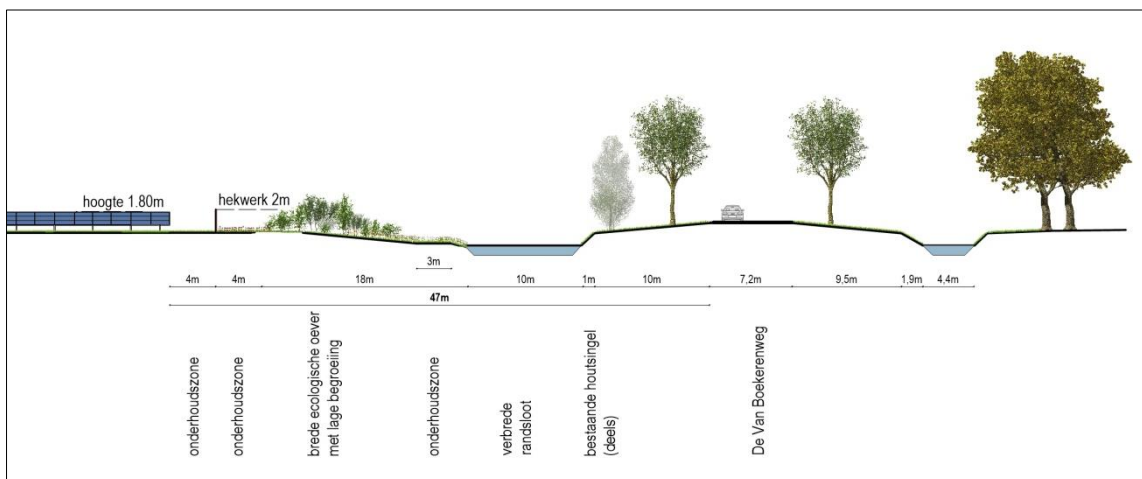 hoogte 1.80m
hekwerk 2m
3m
4m
4m
18m
10m
1m
10m
7,2m
9,5m
1,9m
4,4m
47m
onderhoudszone
onderhoudszone
brede ecologische oever
met lage begroeiing
onderhoudszone
verbrede
randsloot
bestaande houtsingel
(deels)
De Van Boekerenweg